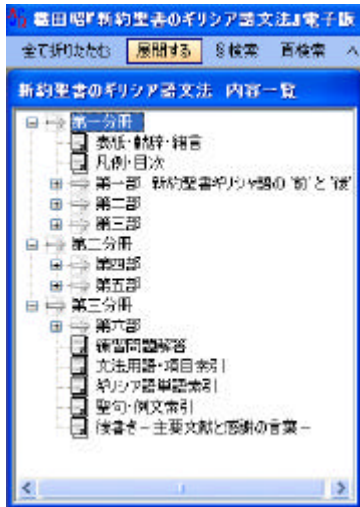 織田昭『新約聖書のギリシア語文法』電子版
全て折りたたむ 展開する §検索 頁検索 ヘ
新約聖書のギリシア語文法 内容一覧
第一分冊
表紙・献辞・緒言
凡例・目次
第一部 新約聖書ギリシャ語の "前" と "後"
第二部
第三部
第二分冊
第四部
第五部
第三分冊
第六部
練習問題解答
文法用語・項目索引
ギリシア語単語索引
聖句・例文索引
後書き－主要文献と感謝の言葉－